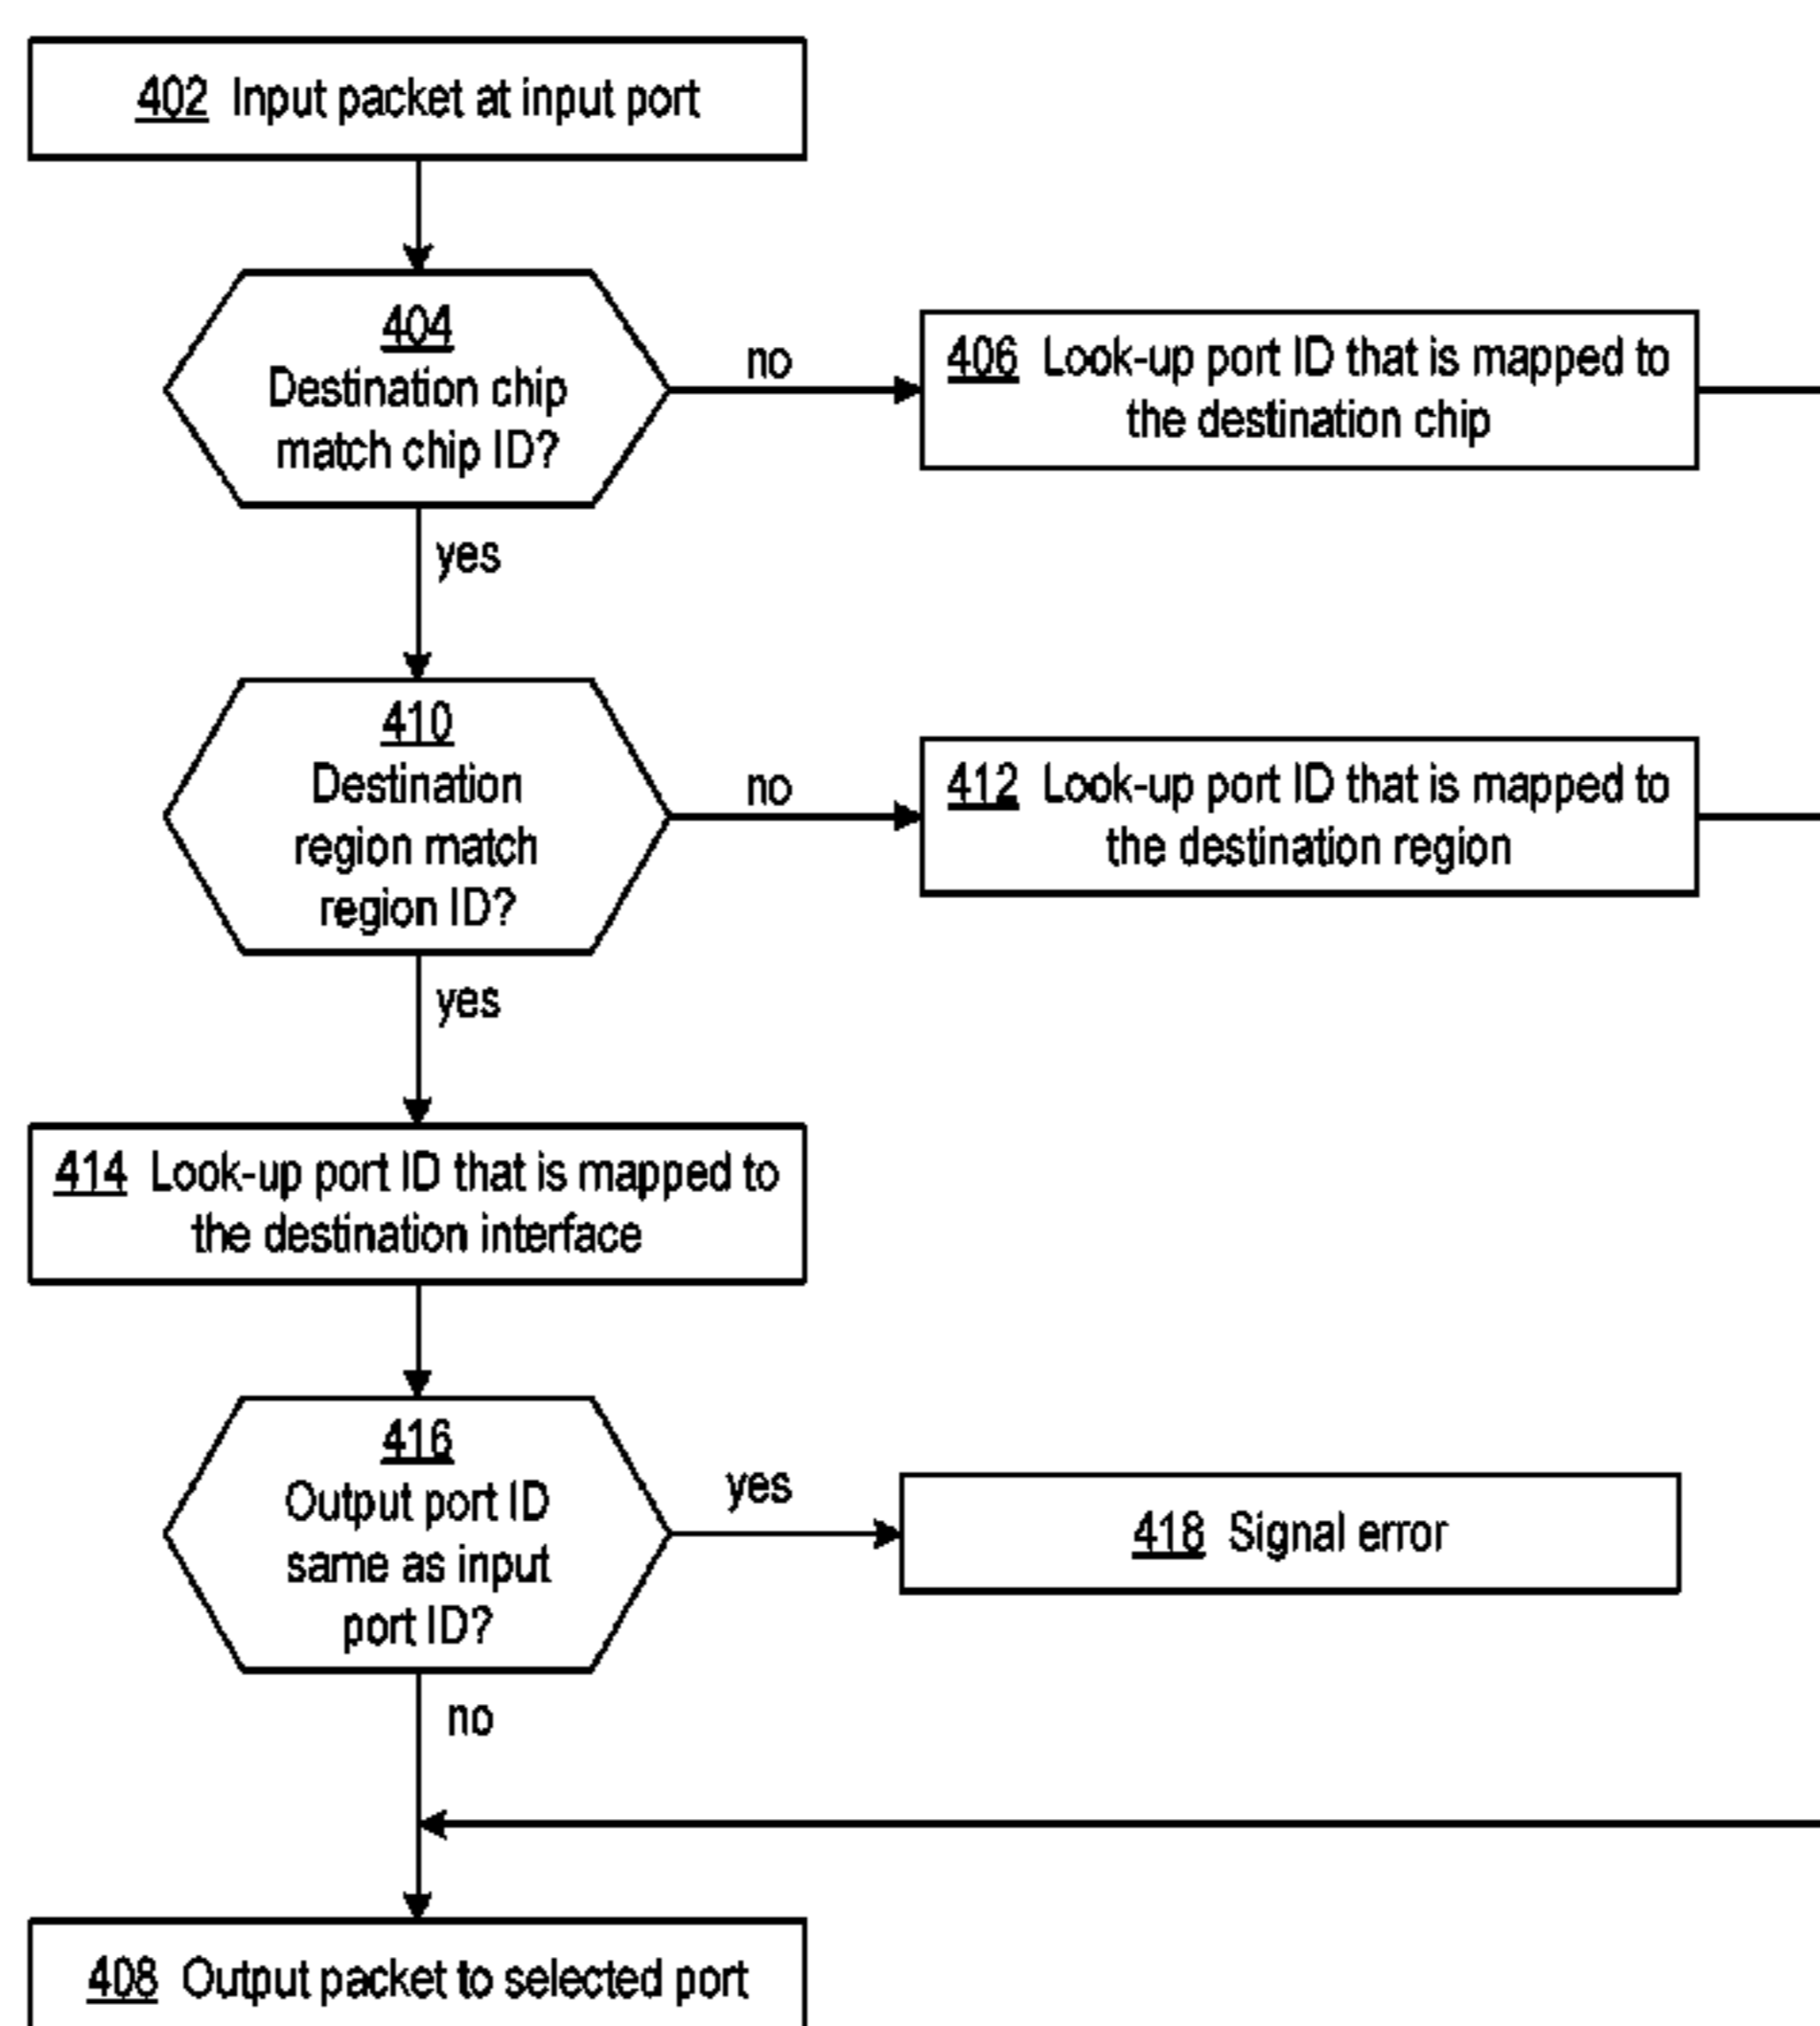 402 Input packet at input port
404
Destination chip
match chip ID?
no
406 Look-up port ID that is mapped to
the destination chip
yes
410
Destination
region match
region ID?
no
412 Look-up port ID that is mapped to
the destination region
yes
414 Look-up port ID that is mapped to
the destination interface
416
Output port ID
same as input
port ID?
yes
418 Signal error
no
408 Output packet to selected port